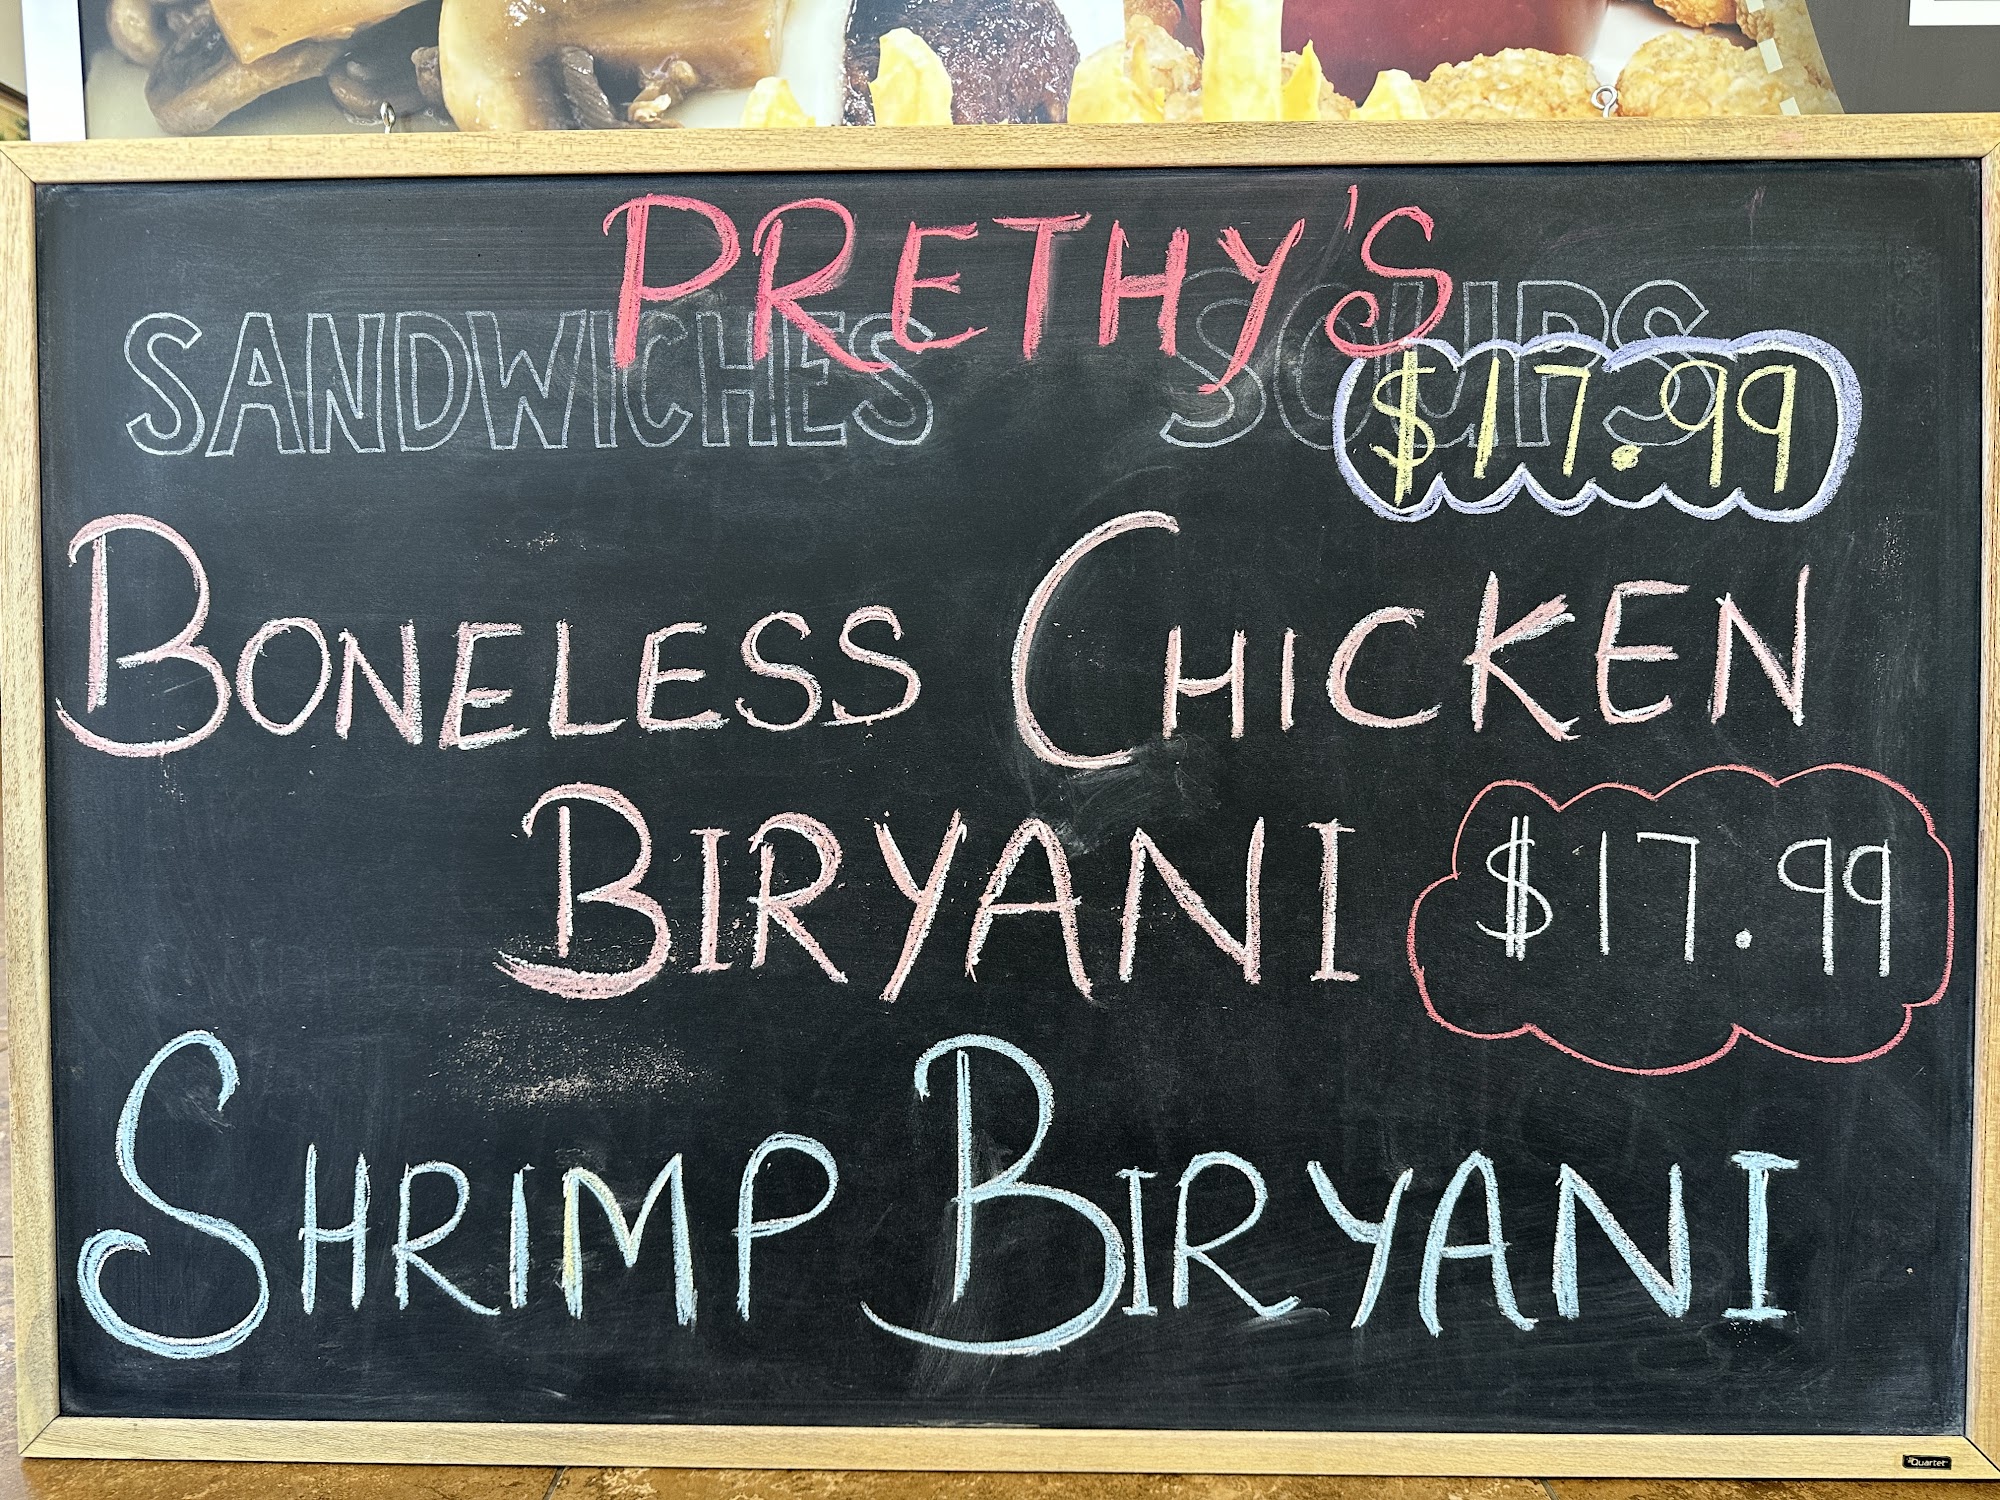 PRETHY'S
SANDWICHES SOUPS
$17.99
BONELESS CHICKEN
BIRYANI $17.99
SHRIMP BIRYANI
Quartet